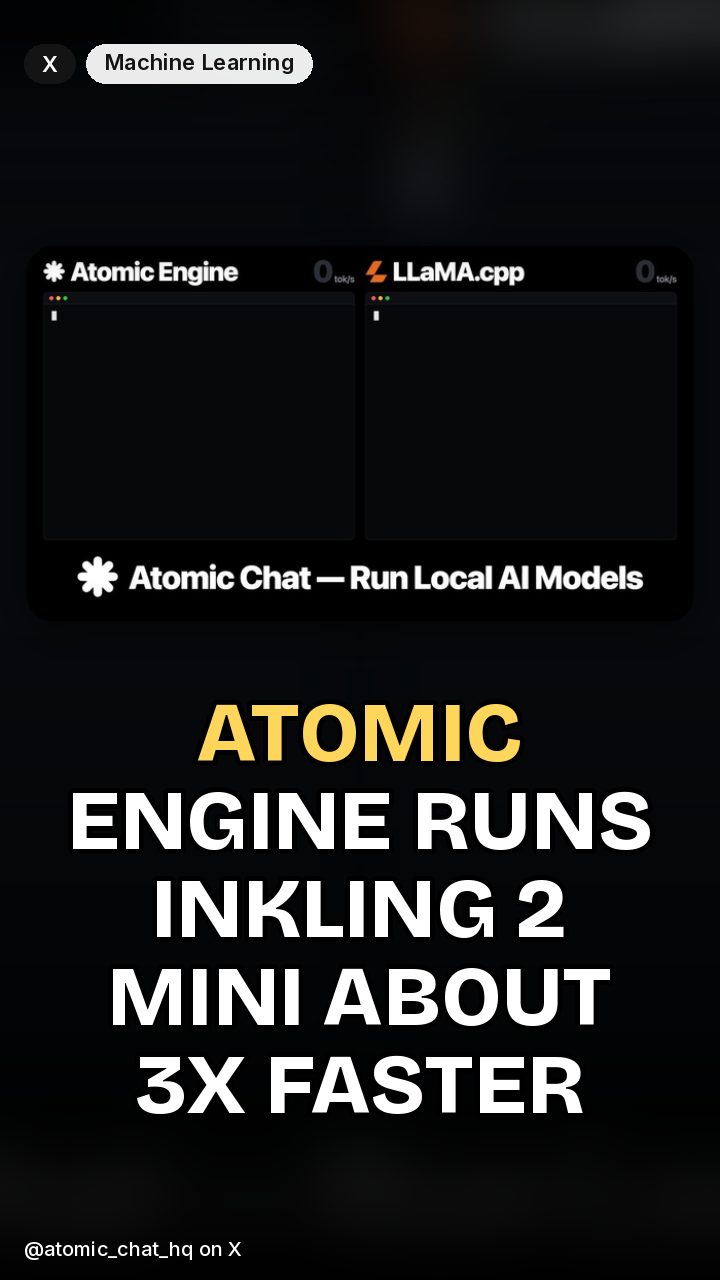 X
Machine Learning
Atomic Engine
0 tok/s
LLaMA.cpp
0 tok/s
Atomic Chat — Run Local AI Models
ATOMIC
ENGINE RUNS
INKLING 2
MINI ABOUT
3X FASTER
@atomic_chat_hq on X